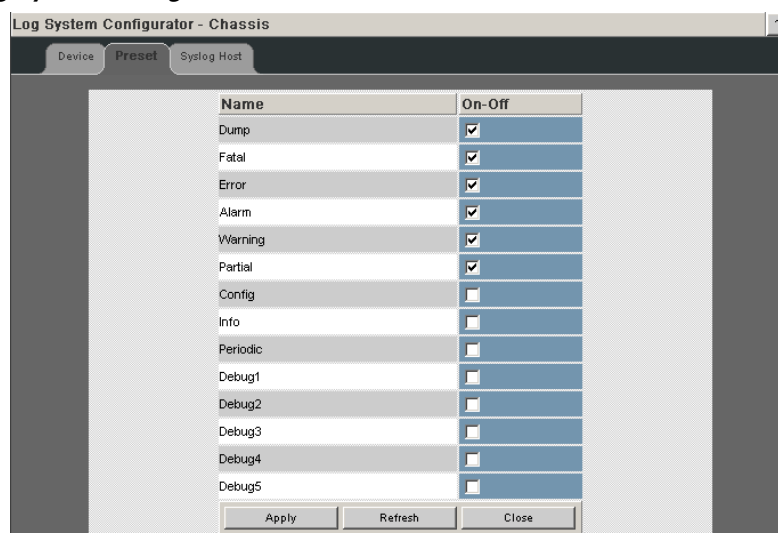 Log System Configurator - Chassis
Device Preset Syslog Host
Name On-Off
Dump
Fatal
Error
Alarm
Warning
Partial
Config
Info
Periodic
Debug1
Debug2
Debug3
Debug4
Debug5
Apply Refresh Close